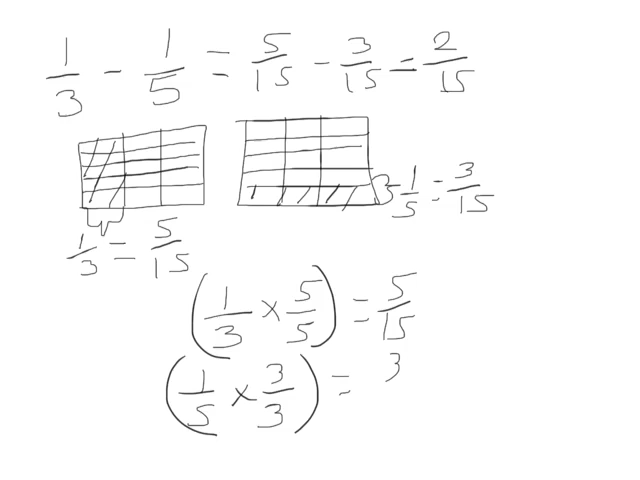 1/3 - 1/5 = 5/15 - 3/15 = 2/15
1/5 = 3/15
1/3 = 5/15
(1/3 × 5/5) = 5/15
(1/5 × 3/3) = 3